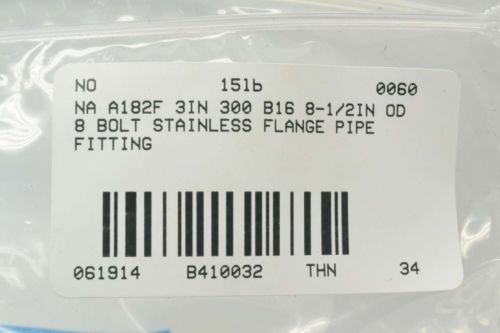 NO 15lb 0060
NA A182F 3IN 300 B16 8-1/2IN OD
8 BOLT STAINLESS FLANGE PIPE
FITTING
061914 B410032 THN 34